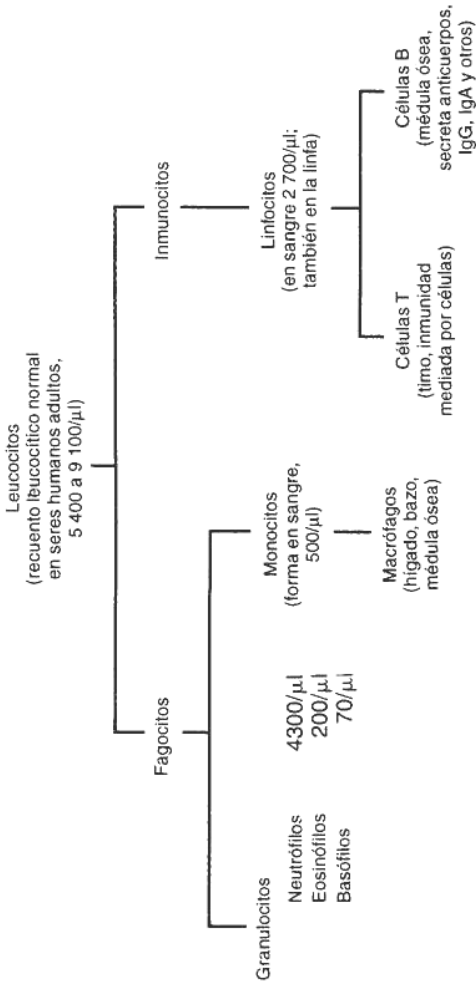 Leucocitos
(recuento leucocítico normal
en seres humanos adultos,
5 400 a 9 100/µl)
Fagocitos
Inmunocitos
Granulocitos
Neutrófilos 4300/µl
Eosinófilos 200/µl
Basófilos 70/µl
Monocitos
(forma en sangre,
500/µl)
Macrófagos
(hígado, bazo,
médula ósea)
Linfocitos
(en sangre 2 700/µl;
también en la linfa)
Células T
(timo, inmunidad
mediada por células)
Células B
(médula ósea,
secreta anticuerpos,
IgG, IgA y otros)